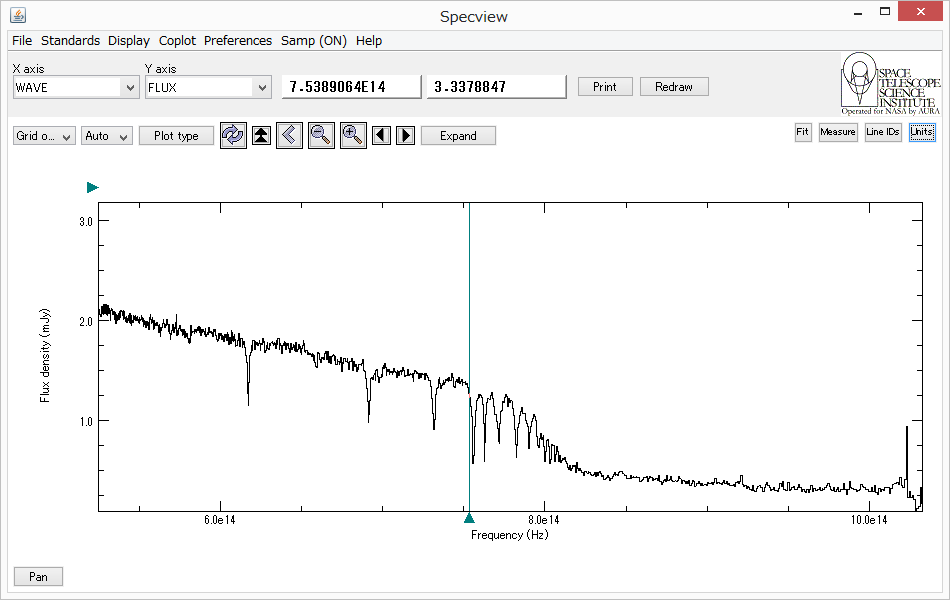 Specview
File Standards Display Coplot Preferences Samp (ON) Help
X axis
Y axis
WAVE
FLUX
7.5389064E14
3.3378847
Print
Redraw
SPACE
TELESCOPE
SCIENCE
INSTITUTE
Operated for NASA by AURA
Grid o...
Auto
Plot type
Expand
Fit
Measure
Line IDs
Units
3.0
2.0
1.0
Flux density (mJy)
6.0e14
8.0e14
10.0e14
Frequency (Hz)
Pan